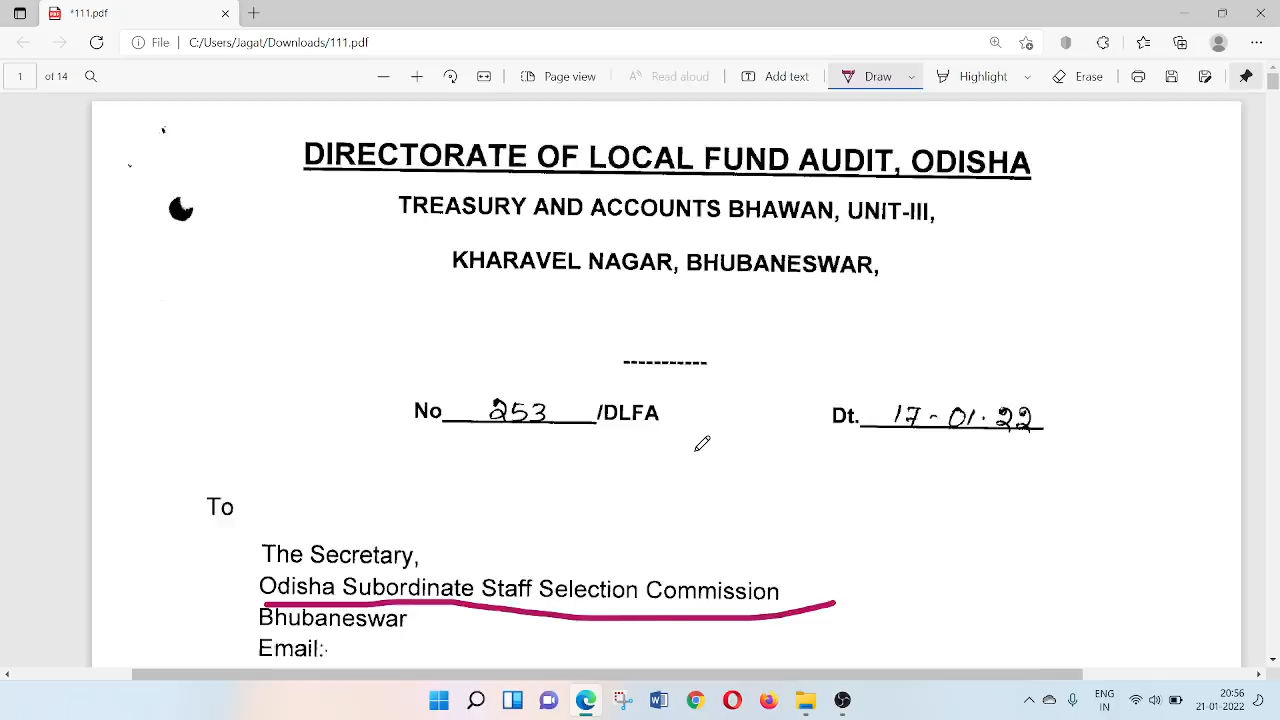 *111.pdf
File C:/Users/Jagat/Downloads/111.pdf
1 of 14 Page view Read aloud Add text Draw Highlight Erase
DIRECTORATE OF LOCAL FUND AUDIT, ODISHA
TREASURY AND ACCOUNTS BHAWAN, UNIT-III,
KHARAVEL NAGAR, BHUBANESWAR,
-----------
No 253 /DLFA Dt. 17-01.22
To
The Secretary,
Odisha Subordinate Staff Selection Commission
Bhubaneswar
Email:
ENG
IN
20:56
21-01-2022